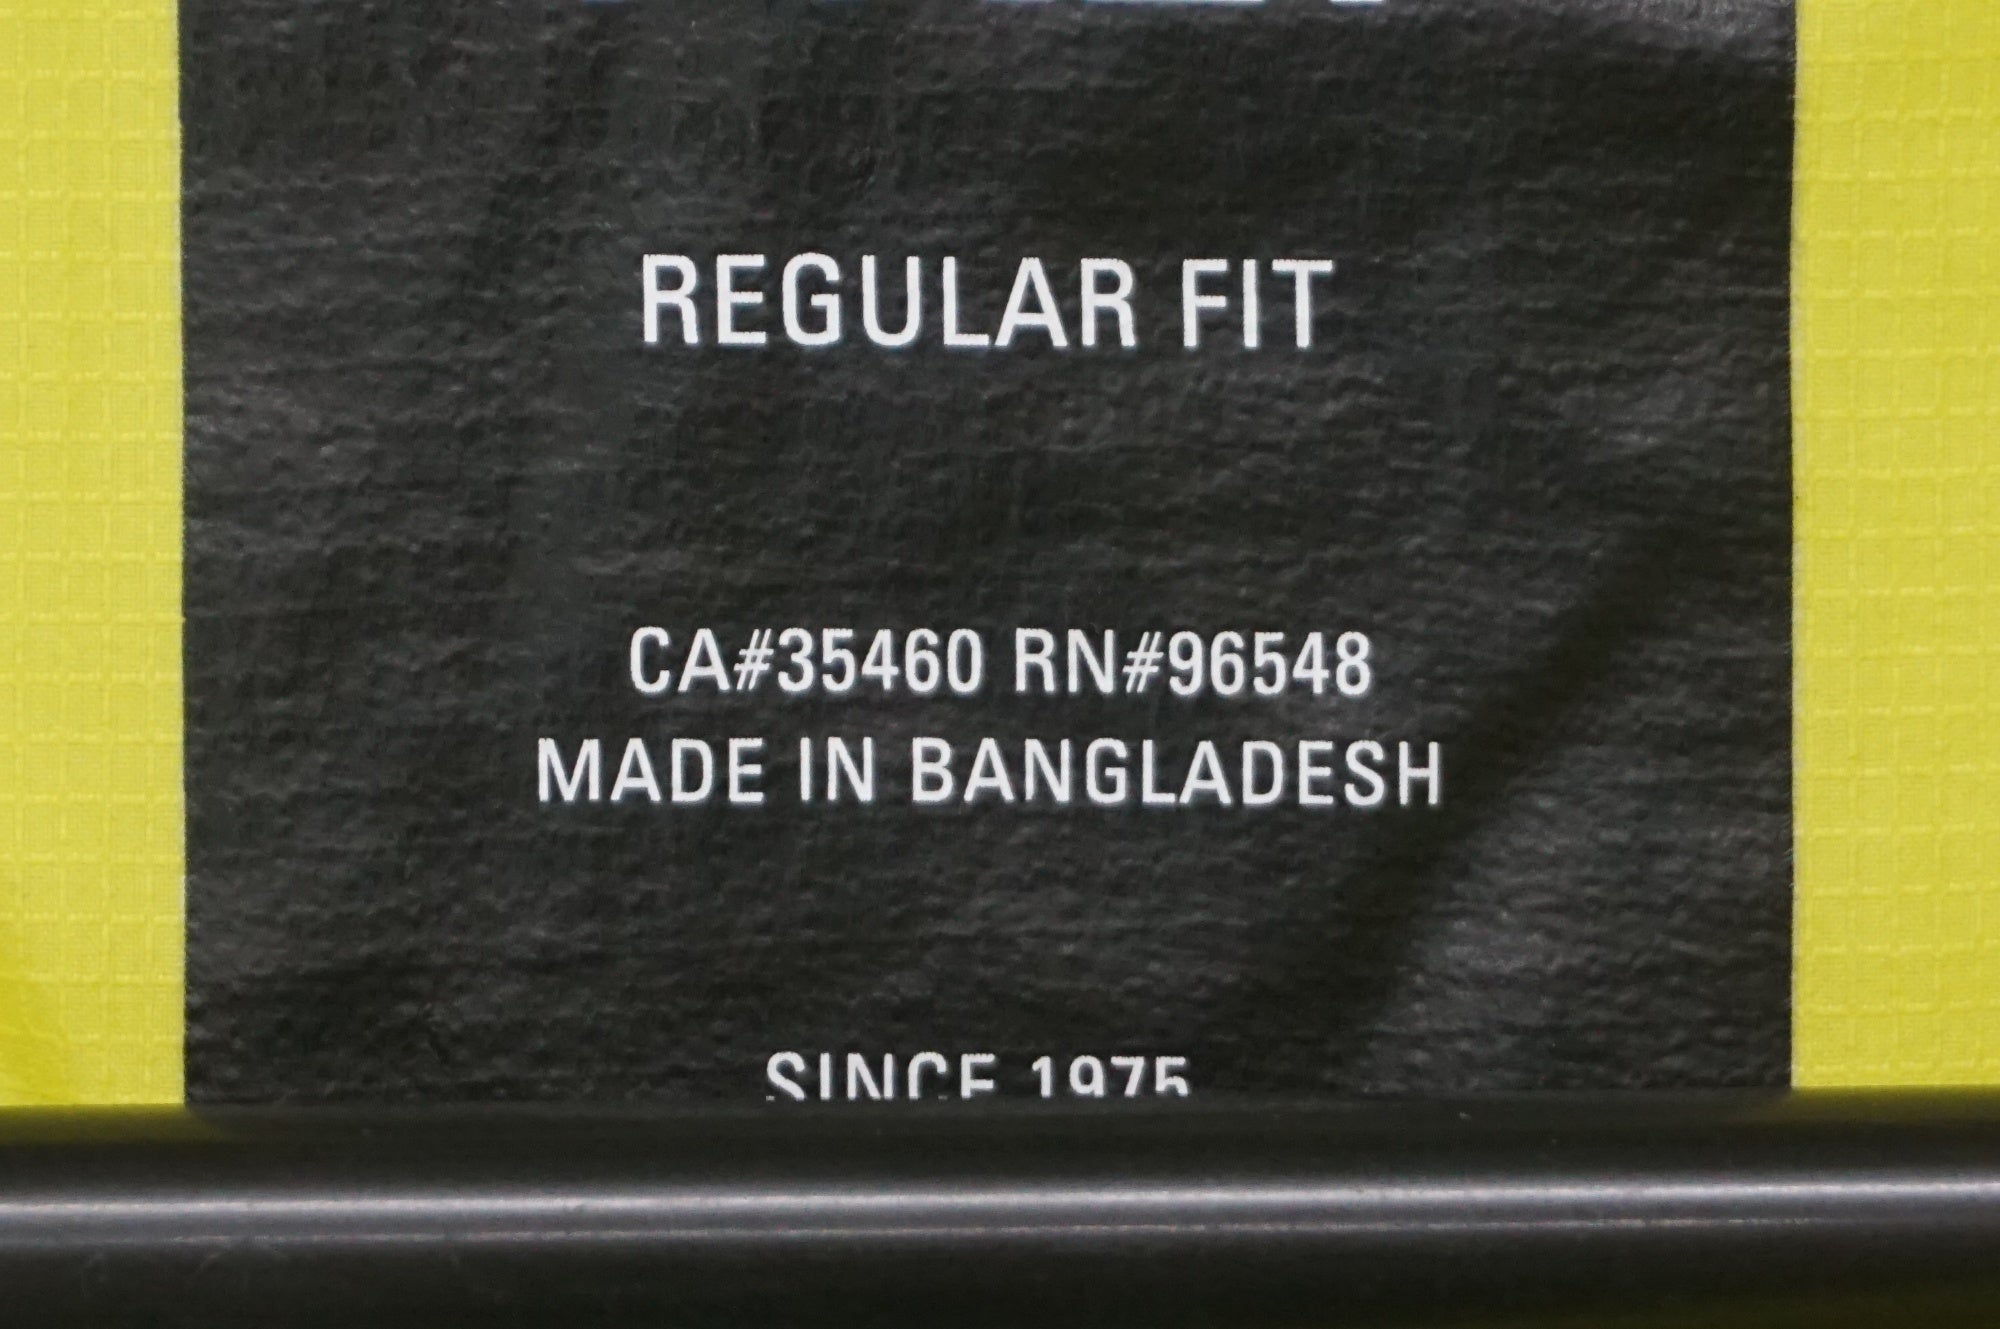 REGULAR FIT
CA#35460 RN#96548
MADE IN BANGLADESH
SINCE 1975